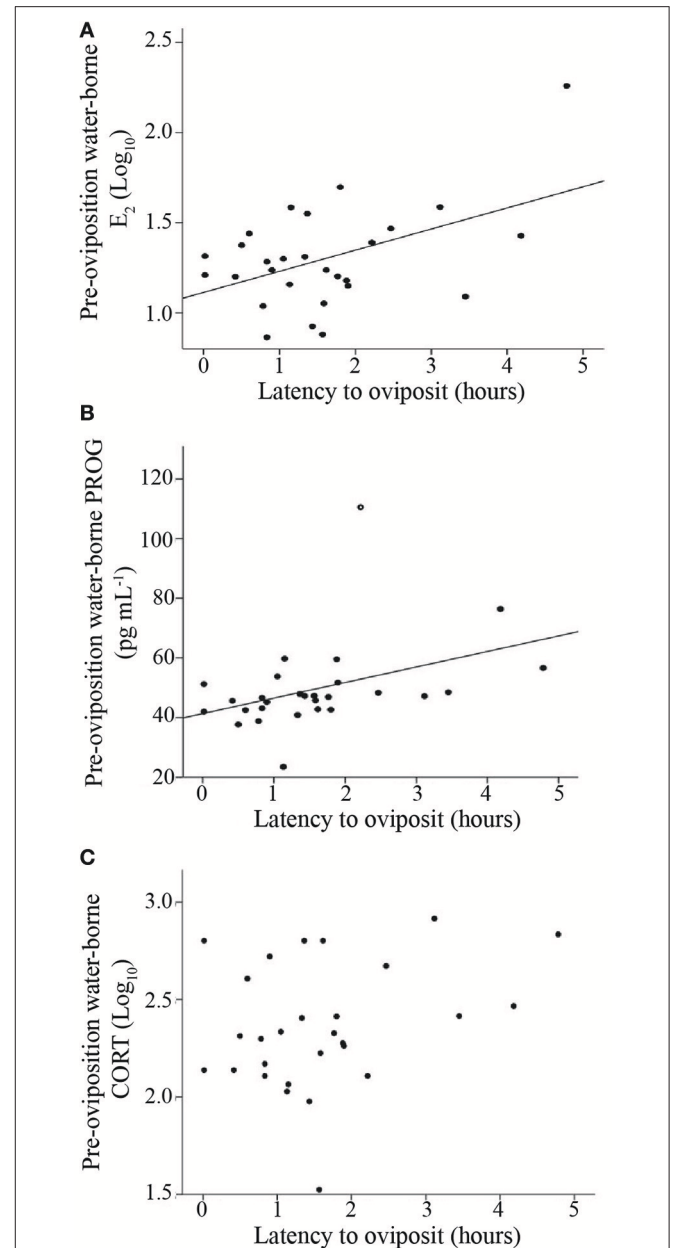 A
Pre-oviposition water-borne
E₂ (Log₁₀)
2.5
2.0
1.5
1.0
0 1 2 3 4 5
Latency to oviposit (hours)
B
Pre-oviposition water-borne PROG
(pg mL⁻¹)
120
100
80
60
40
20
0 1 2 3 4 5
Latency to oviposit (hours)
C
Pre-oviposition water-borne
CORT (Log₁₀)
3.0
2.5
2.0
1.5
0 1 2 3 4 5
Latency to oviposit (hours)